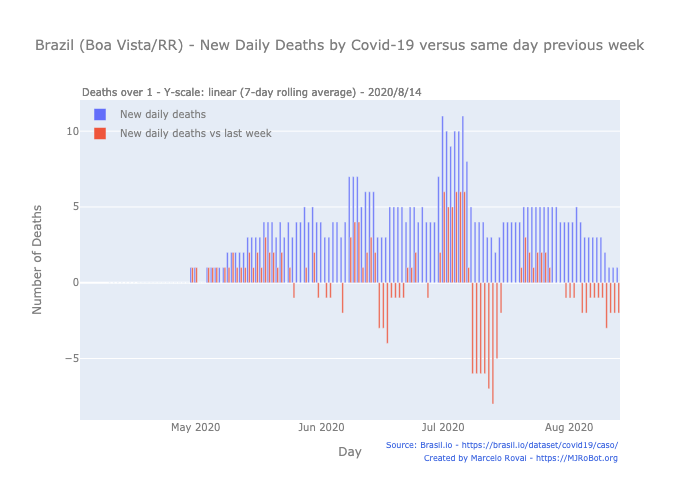 Brazil (Boa Vista/RR) - New Daily Deaths by Covid-19 versus same day previous week
Deaths over 1 - Y-scale: linear (7-day rolling average) - 2020/8/14
New daily deaths
New daily deaths vs last week
10
5
0
−5
Number of Deaths
May 2020
Jun 2020
Jul 2020
Aug 2020
Day
Source: Brasil.io - https://brasil.io/dataset/covid19/caso/
Created by Marcelo Rovai - https://MJRoBot.org